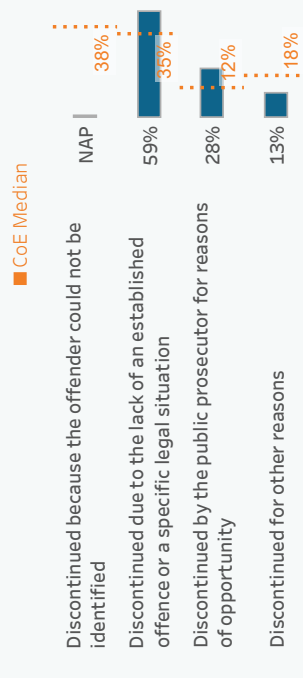 CoE Median
Discontinued because the offender could not be
identified
NAP
38%
Discontinued due to the lack of an established
offence or a specific legal situation
59%
35%
Discontinued by the public prosecutor for reasons
of opportunity
28%
12%
Discontinued for other reasons
13%
18%